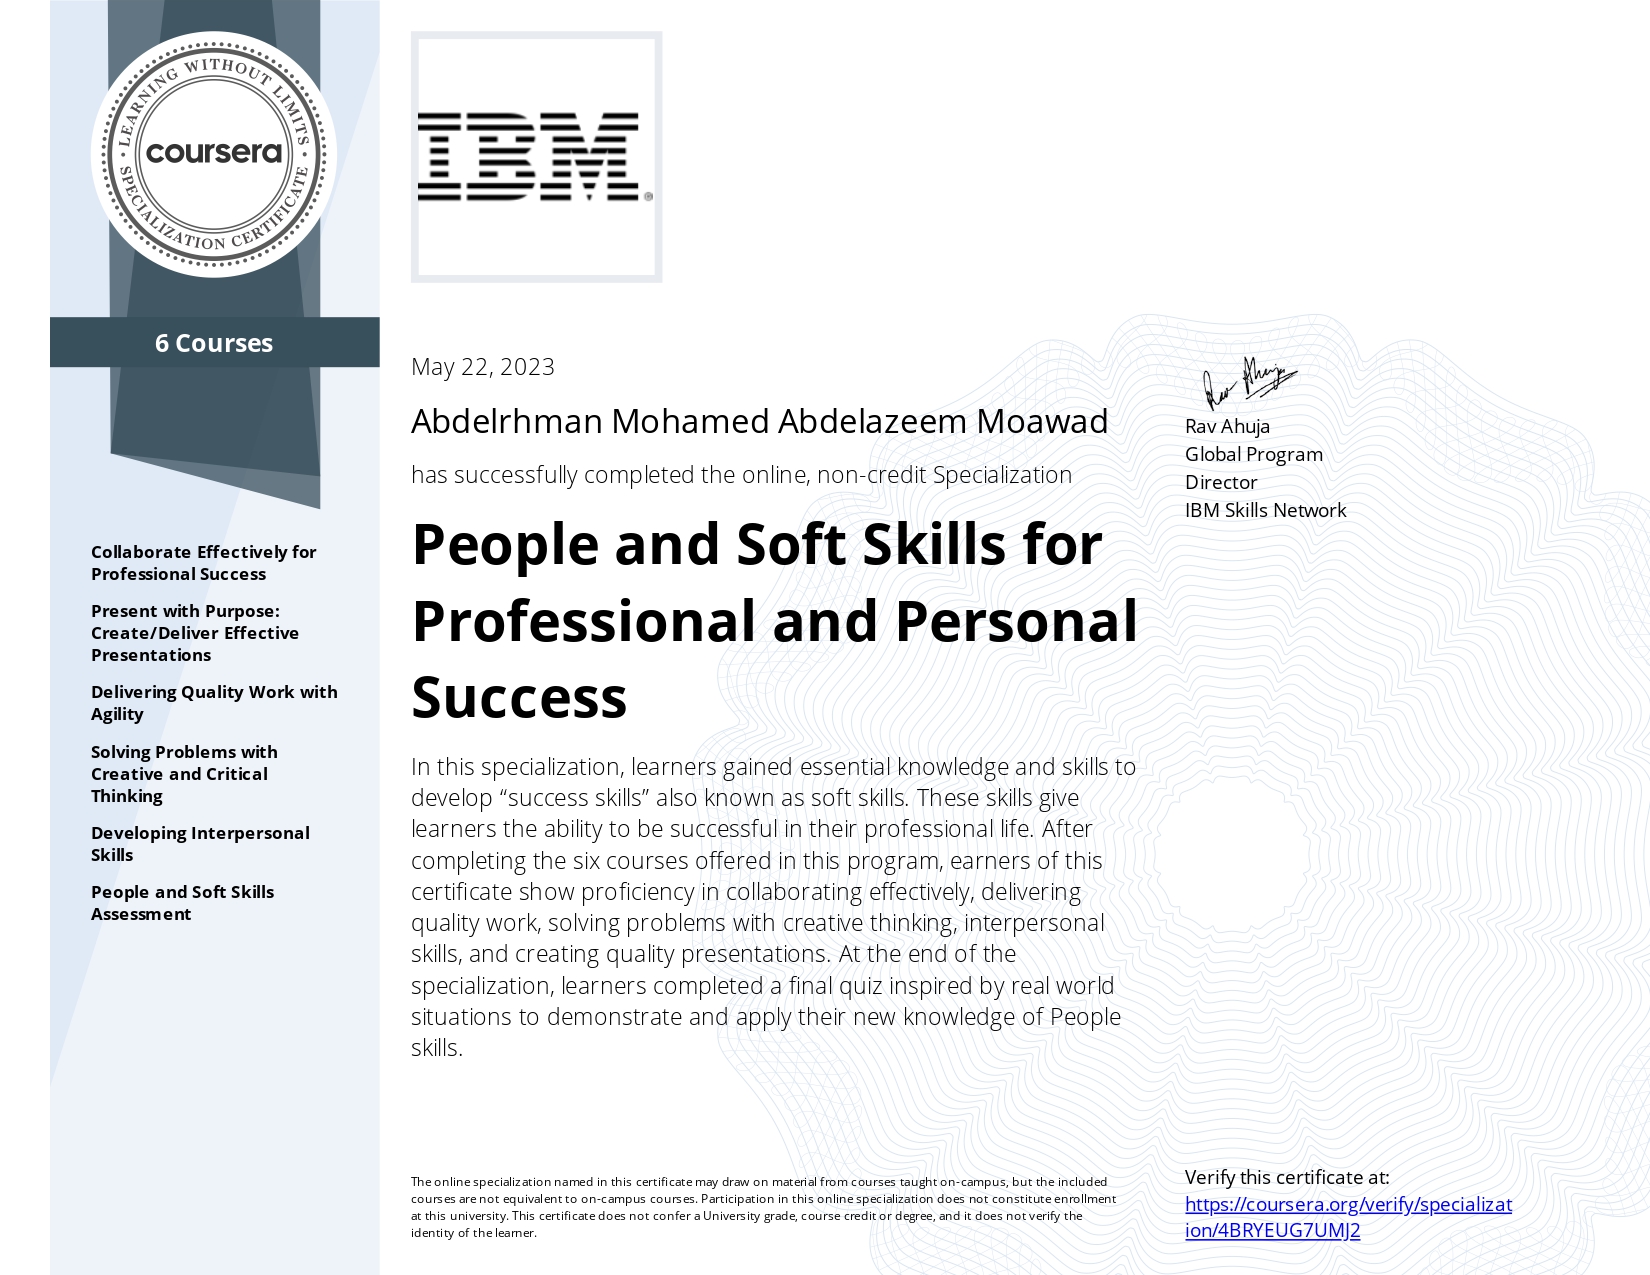 LEARNING WITHOUT LIMITS
coursera
SPECIALIZATION CERTIFICATE
6 Courses
Collaborate Effectively for
Professional Success
Present with Purpose:
Create/Deliver Effective
Presentations
Delivering Quality Work with
Agility
Solving Problems with
Creative and Critical
Thinking
Developing Interpersonal
Skills
People and Soft Skills
Assessment
IBM®
May 22, 2023
Abdelrhman Mohamed Abdelazeem Moawad
has successfully completed the online, non-credit Specialization
People and Soft Skills for
Professional and Personal
Success
In this specialization, learners gained essential knowledge and skills to
develop “success skills” also known as soft skills. These skills give
learners the ability to be successful in their professional life. After
completing the six courses offered in this program, earners of this
certificate show proficiency in collaborating effectively, delivering
quality work, solving problems with creative thinking, interpersonal
skills, and creating quality presentations. At the end of the
specialization, learners completed a final quiz inspired by real world
situations to demonstrate and apply their new knowledge of People
skills.
Rav Ahuja
Rav Ahuja
Global Program
Director
IBM Skills Network
The online specialization named in this certificate may draw on material from courses taught on-campus, but the included
courses are not equivalent to on-campus courses. Participation in this online specialization does not constitute enrollment
at this university. This certificate does not confer a University grade, course credit or degree, and it does not verify the
identity of the learner.
Verify this certificate at:
https://coursera.org/verify/specializat
ion/4BRYEUG7UMJ2